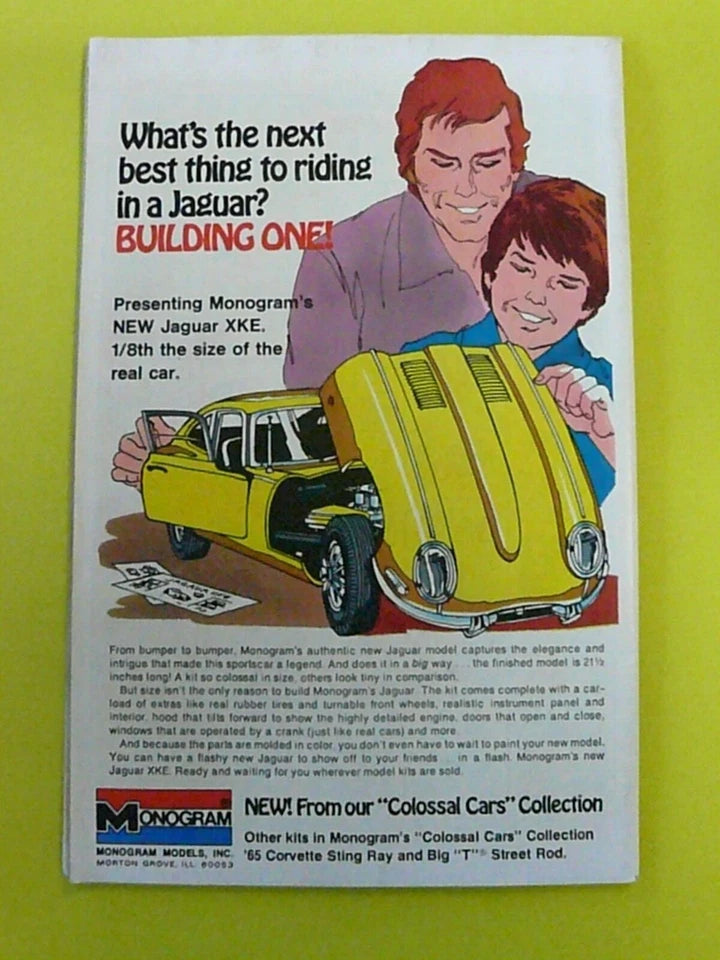 What's the next
best thing to riding
in a Jaguar?
BUILDING ONE!
Presenting Monogram's
NEW Jaguar XKE.
1/8th the size of the
real car.
From bumper to bumper, Monogram's authentic new Jaguar model captures the elegance and
intrigue that made this sportscar a legend. And does it in a big way . . . the finished model is 21½
inches long! A kit so colossal in size, others look tiny in comparison.
But size isn't the only reason to build Monogram's Jaguar. The kit comes complete with a car-
load of extras like real rubber tires and turnable front wheels, realistic instrument panel and
interior, hood that tilts forward to show the highly detailed engine, doors that open and close,
windows that are operated by a crank (just like real cars) and more.
And because the parts are molded in color, you don't even have to wait to paint your new model.
You can have a flashy new Jaguar to show off to your friends . . . in a flash. Monogram's new
Jaguar XKE. Ready and waiting for you wherever model kits are sold.
MONOGRAM®
MONOGRAM MODELS, INC.
MORTON GROVE, ILL. 60053
NEW! From our "Colossal Cars" Collection
Other kits in Monogram's "Colossal Cars" Collection
'65 Corvette Sting Ray and Big "T"® Street Rod.